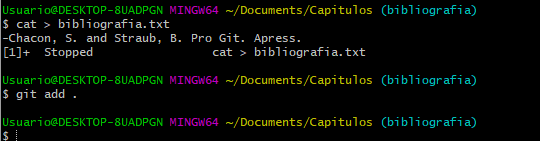 Usuario@DESKTOP-8UADPGN MINGW64 ~/Documents/Capitulos (bibliografia)
$ cat > bibliografia.txt
-Chacon, S. and Straub, B. Pro Git. Apress.
[1]+  Stopped                 cat > bibliografia.txt
Usuario@DESKTOP-8UADPGN MINGW64 ~/Documents/Capitulos (bibliografia)
$ git add .
Usuario@DESKTOP-8UADPGN MINGW64 ~/Documents/Capitulos (bibliografia)
$